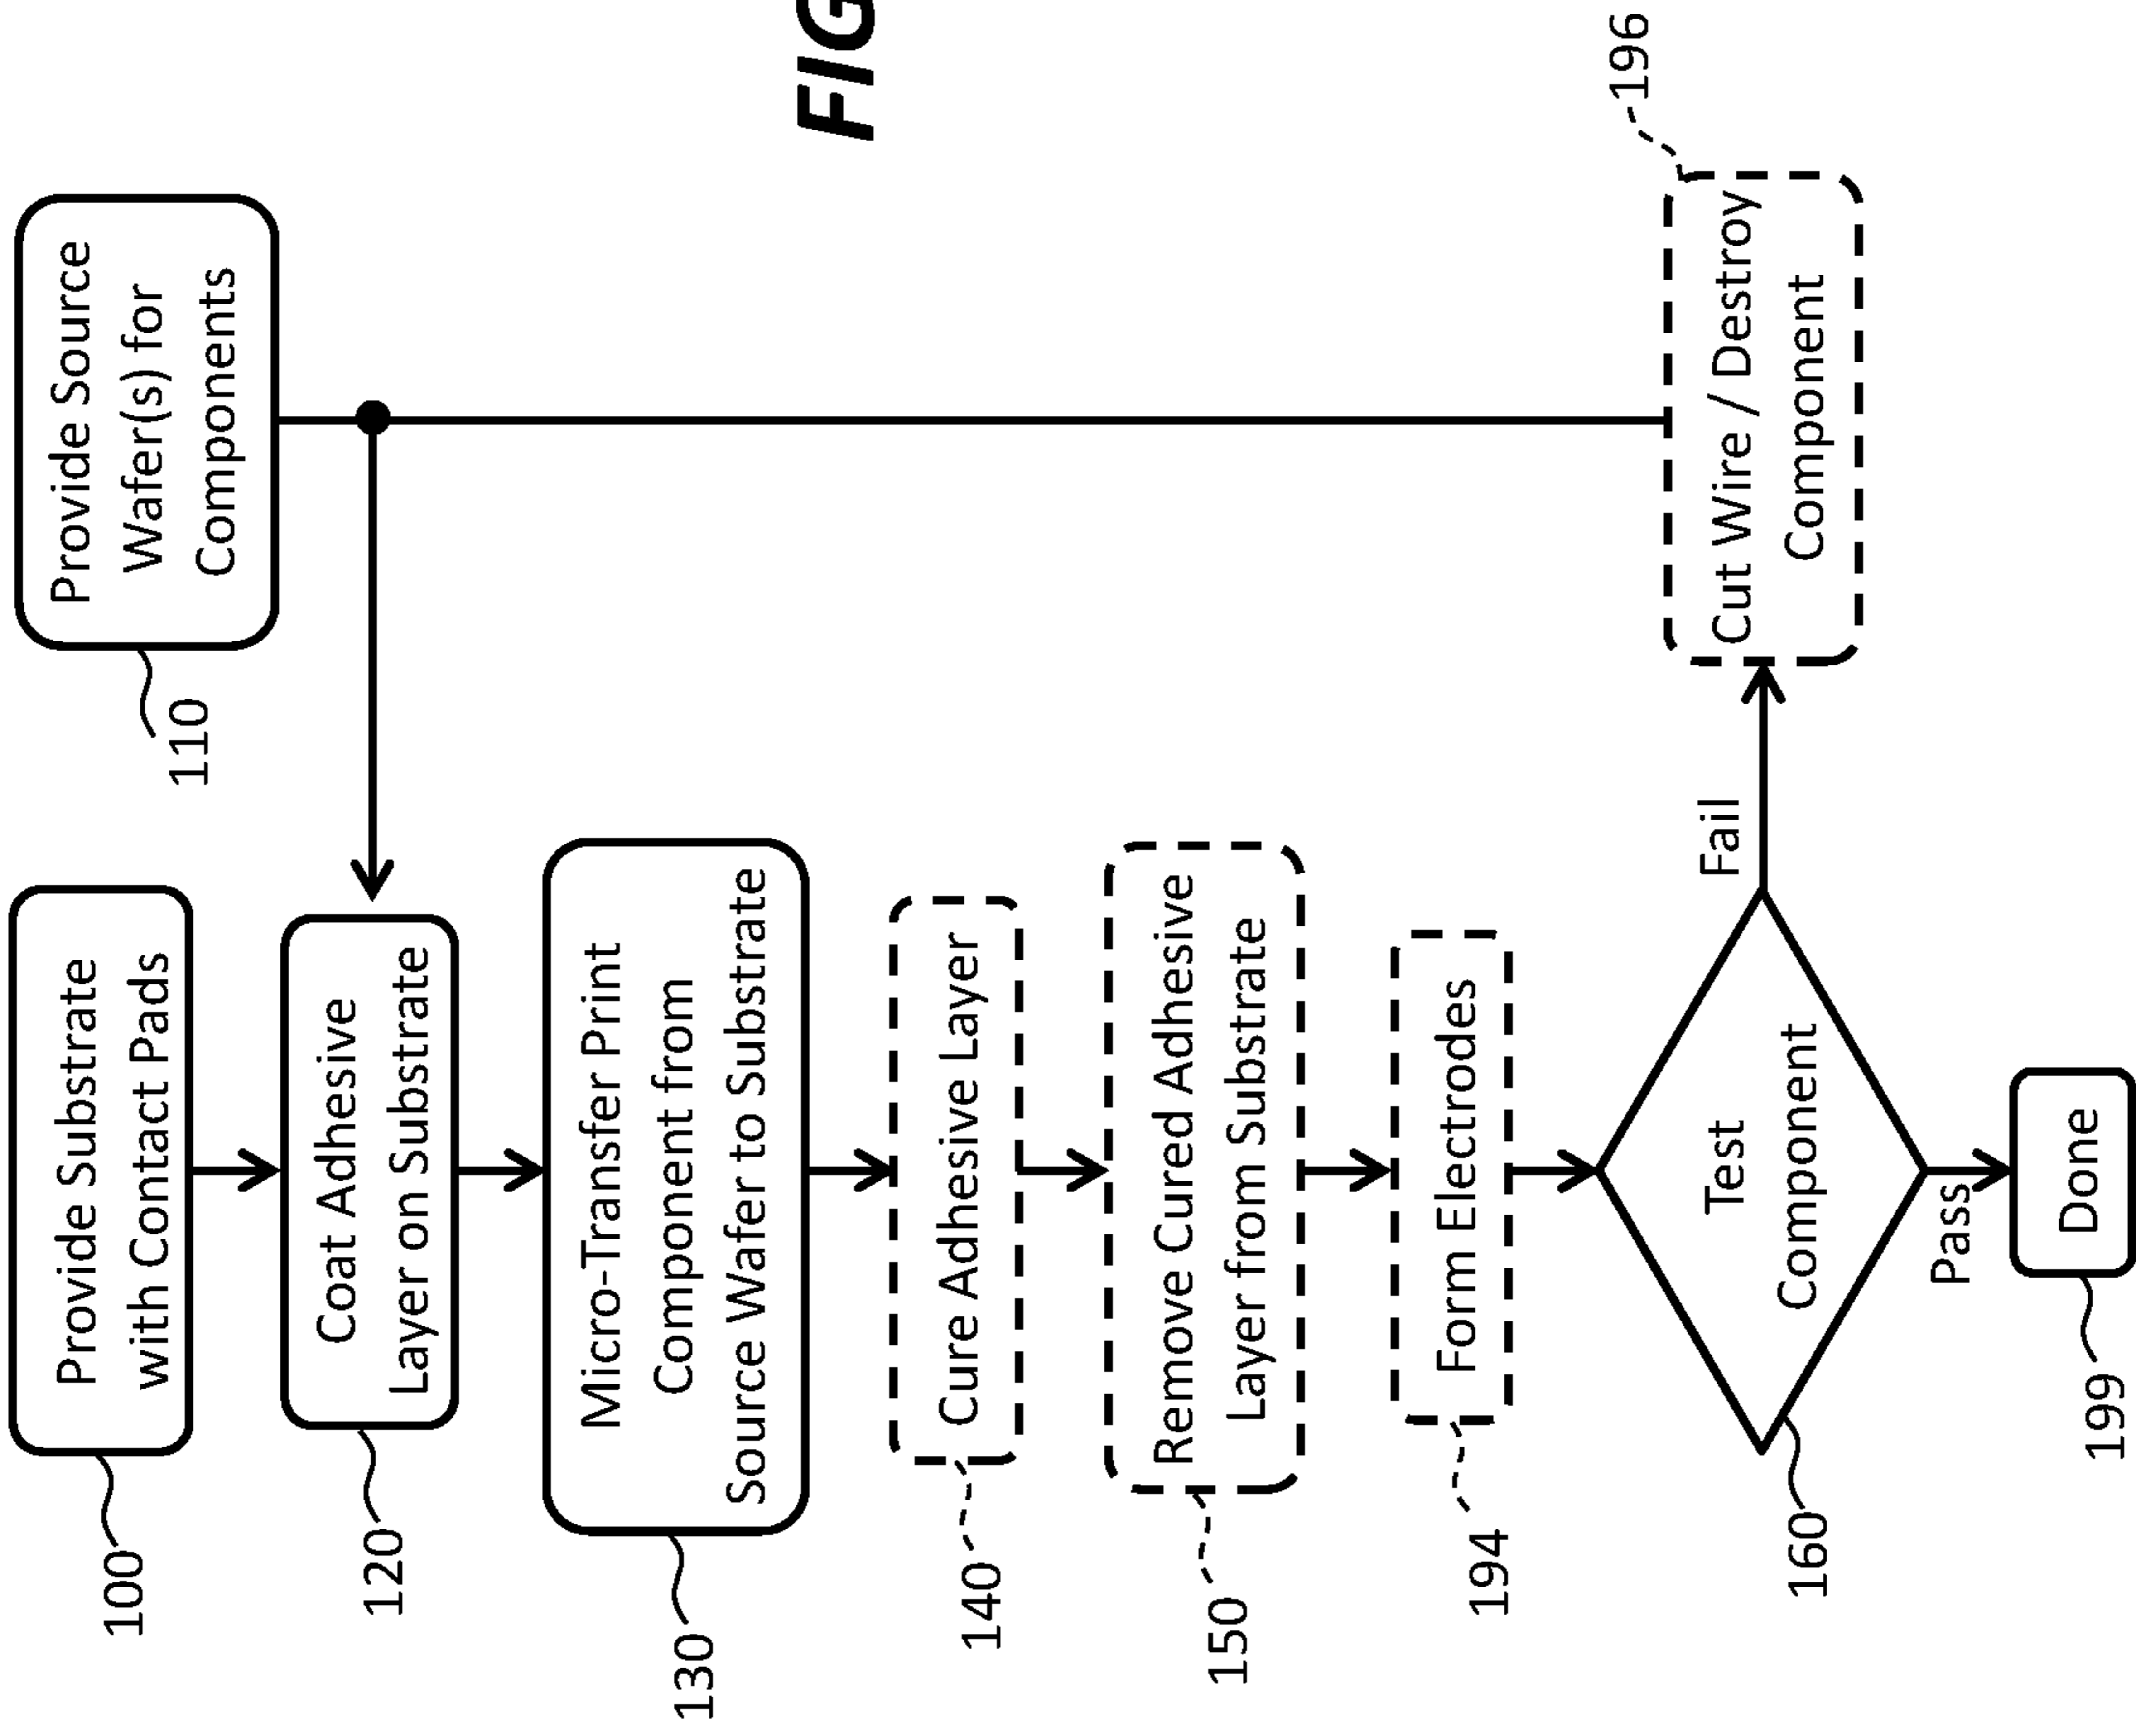 100
Provide Substrate
with Contact Pads
110
Provide Source
Wafer(s) for
Components
120
Coat Adhesive
Layer on Substrate
130
Micro-Transfer Print
Component from
Source Wafer to Substrate
140
Cure Adhesive Layer
150
Remove Cured Adhesive
Layer from Substrate
194
Form Electrodes
160
Test
Component
Fail
196
Cut Wire / Destroy
Component
Pass
199
Done